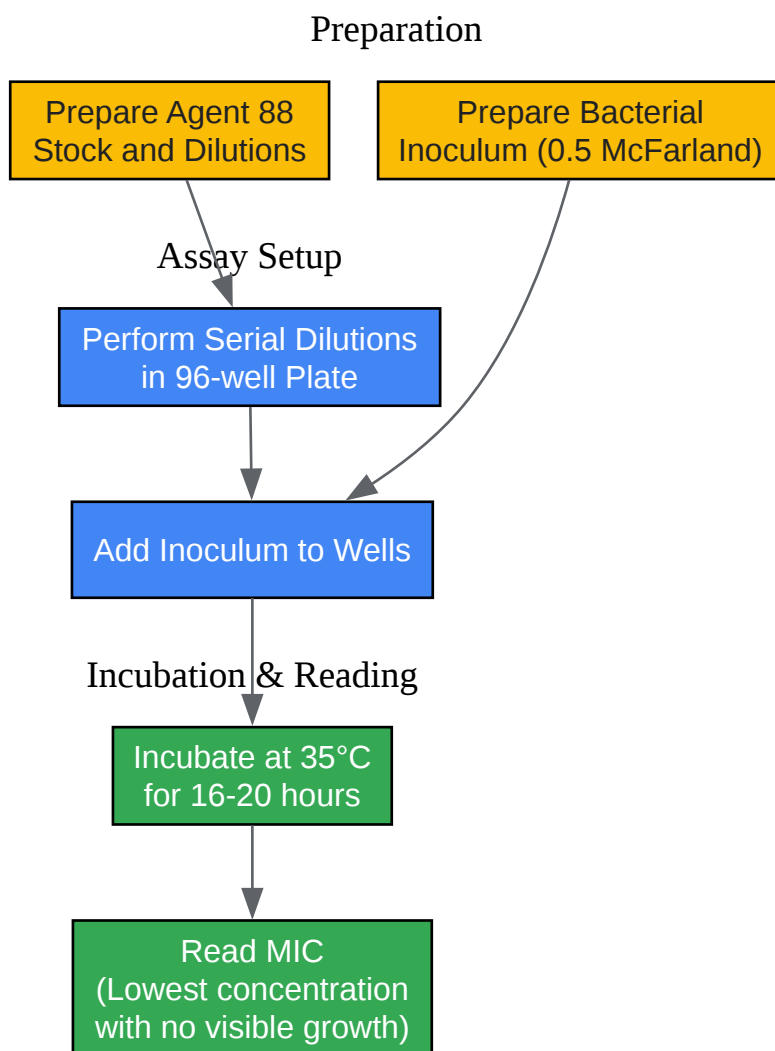 Preparation
Prepare Agent 88
Stock and Dilutions
Prepare Bacterial
Inoculum (0.5 McFarland)
Assay Setup
Perform Serial Dilutions
in 96-well Plate
Add Inoculum to Wells
Incubation & Reading
Incubate at 35°C
for 16-20 hours
Read MIC
(Lowest concentration
with no visible growth)